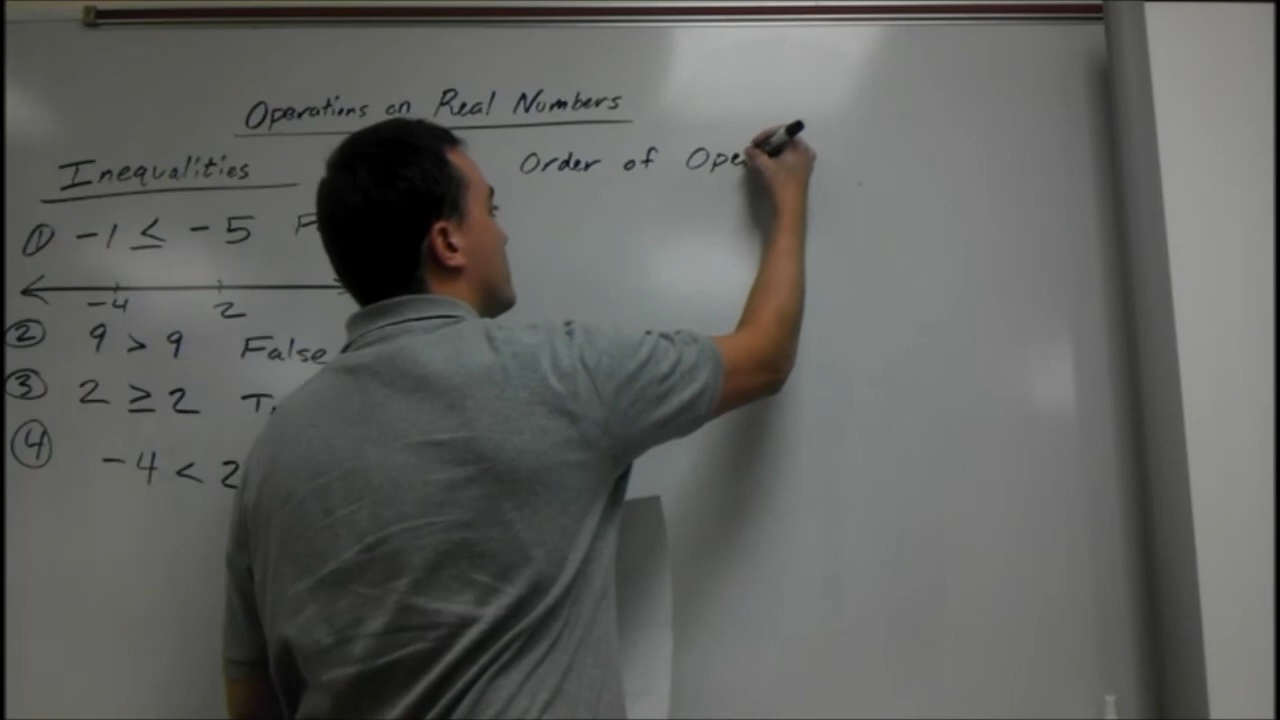 Operations on Real Numbers
Inequalities
① -1 ≤ -5 F
-4 2
② 9 > 9 False
③ 2 ≥ 2 T
④ -4 < 2
Order of Ope